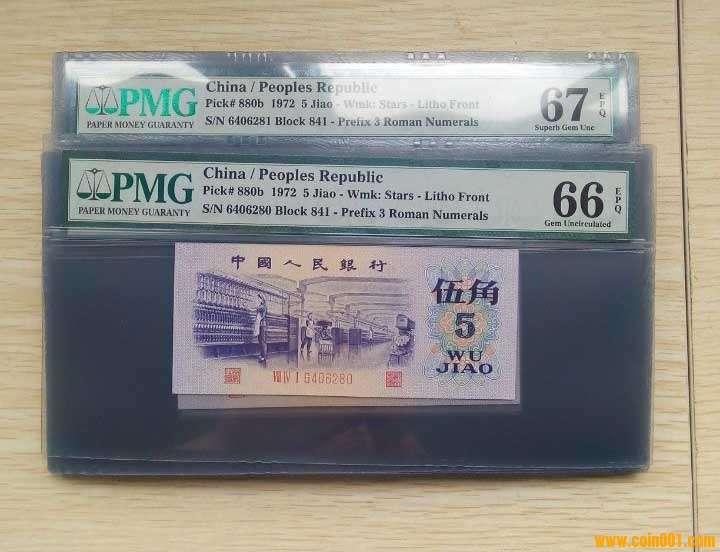 PMG
PAPER MONEY GUARANTY
China / Peoples Republic
Pick# 880b 1972 5 Jiao - Wmk: Stars - Litho Front
S/N 6406281 Block 841 - Prefix 3 Roman Numerals
67 EPQ
Superb Gem Unc
PMG
PAPER MONEY GUARANTY
China / Peoples Republic
Pick# 880b 1972 5 Jiao - Wmk: Stars - Litho Front
S/N 6406280 Block 841 - Prefix 3 Roman Numerals
66 EPQ
Gem Uncirculated
中國人民銀行
伍角
5
WU
JIAO
VIII IV I 6406280
www.coin001.com